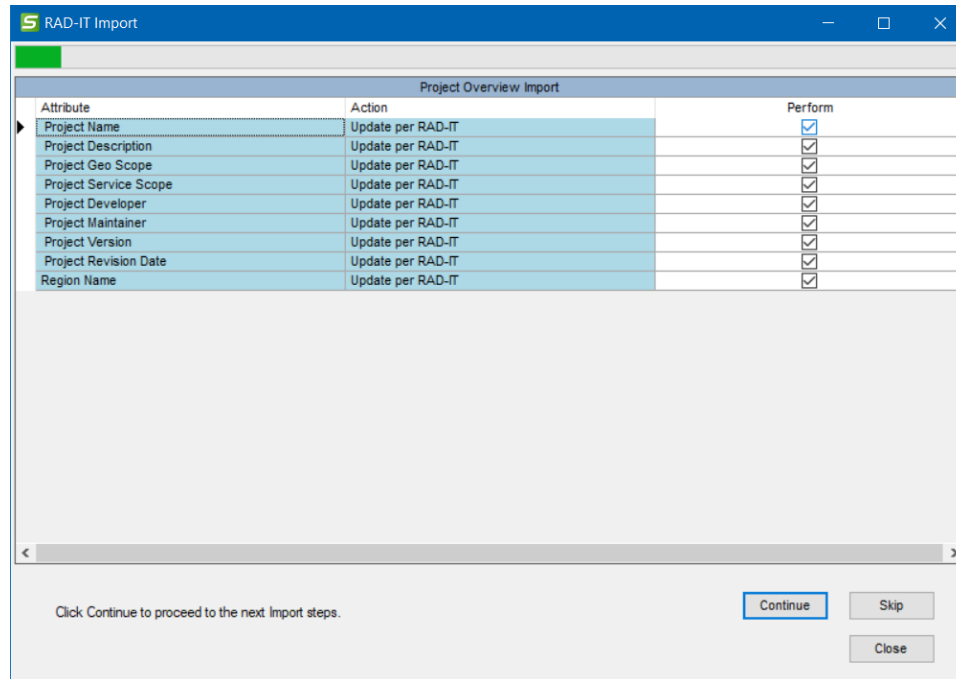 S RAD-IT Import
Project Overview Import
Attribute Action Perform
Project Name Update per RAD-IT
Project Description Update per RAD-IT
Project Geo Scope Update per RAD-IT
Project Service Scope Update per RAD-IT
Project Developer Update per RAD-IT
Project Maintainer Update per RAD-IT
Project Version Update per RAD-IT
Project Revision Date Update per RAD-IT
Region Name Update per RAD-IT
Click Continue to proceed to the next Import steps.
Continue Skip
Close